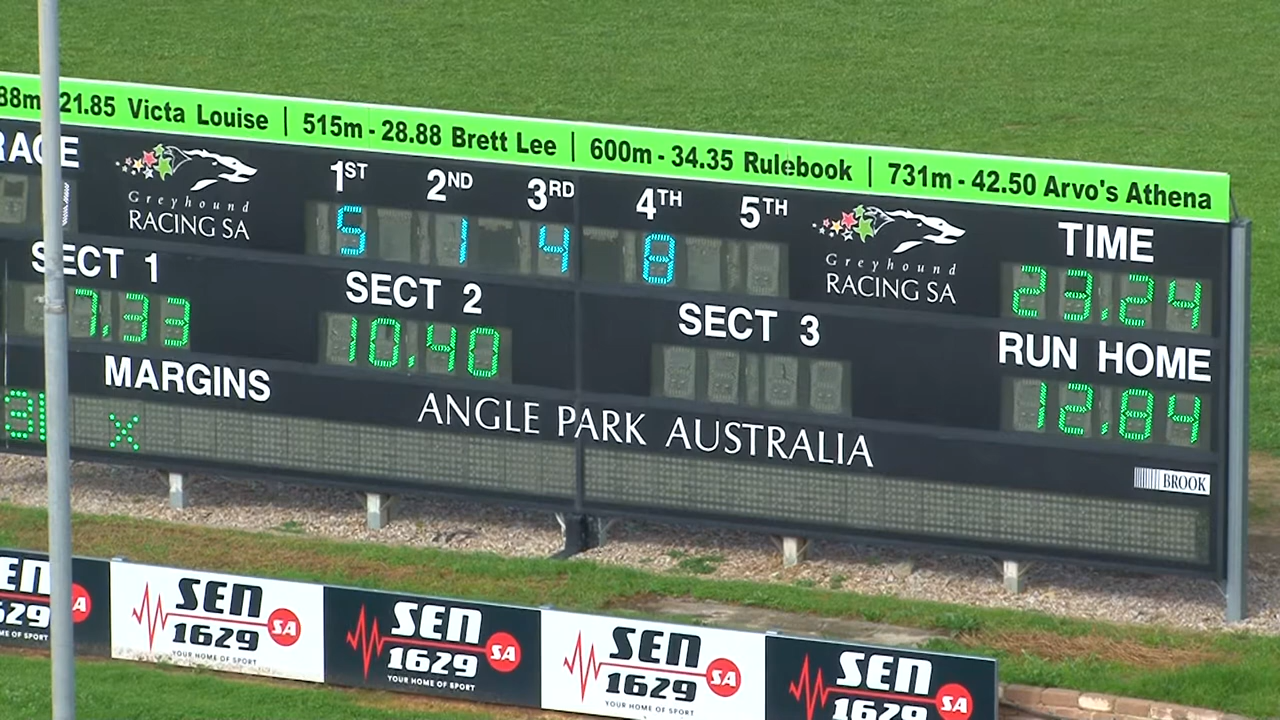 88m 21.85 Victa Louise | 515m - 28.88 Brett Lee | 600m - 34.35 Rulebook | 731m - 42.50 Arvo's Athena
RACE
Greyhound
RACING SA
1ST 2ND 3RD 4TH 5TH
5 1 4 8
Greyhound
RACING SA
TIME
23.24
SECT 1
7.33
SECT 2
10.40
SECT 3
RUN HOME
12.84
MARGINS
X
ANGLE PARK AUSTRALIA
BROOK
SEN
1629 SA
YOUR HOME OF SPORT
SEN
1629 SA
YOUR HOME OF SPORT
SEN
1629 SA
YOUR HOME OF SPORT
SEN
1629 SA